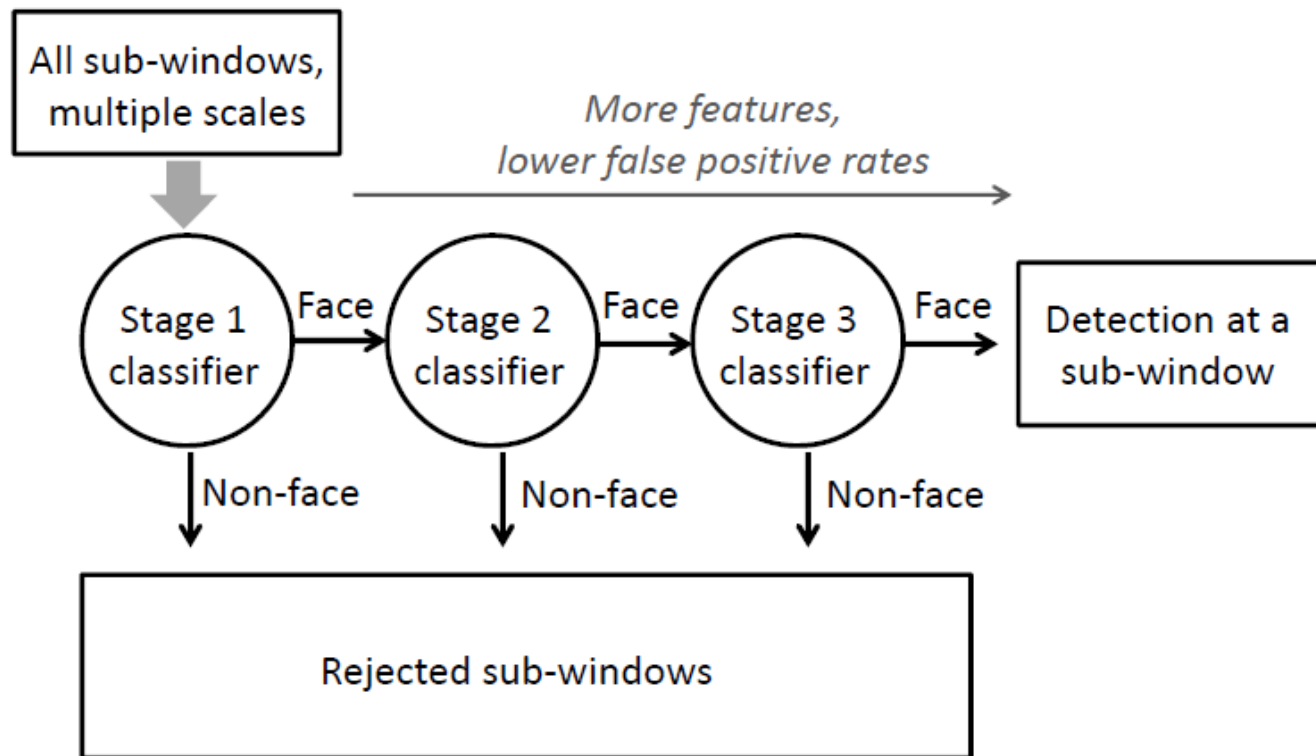 All sub-windows,
multiple scales
More features,
lower false positive rates
Stage 1
classifier
Face
Stage 2
classifier
Face
Stage 3
classifier
Face
Detection at a
sub-window
Non-face
Non-face
Non-face
Rejected sub-windows